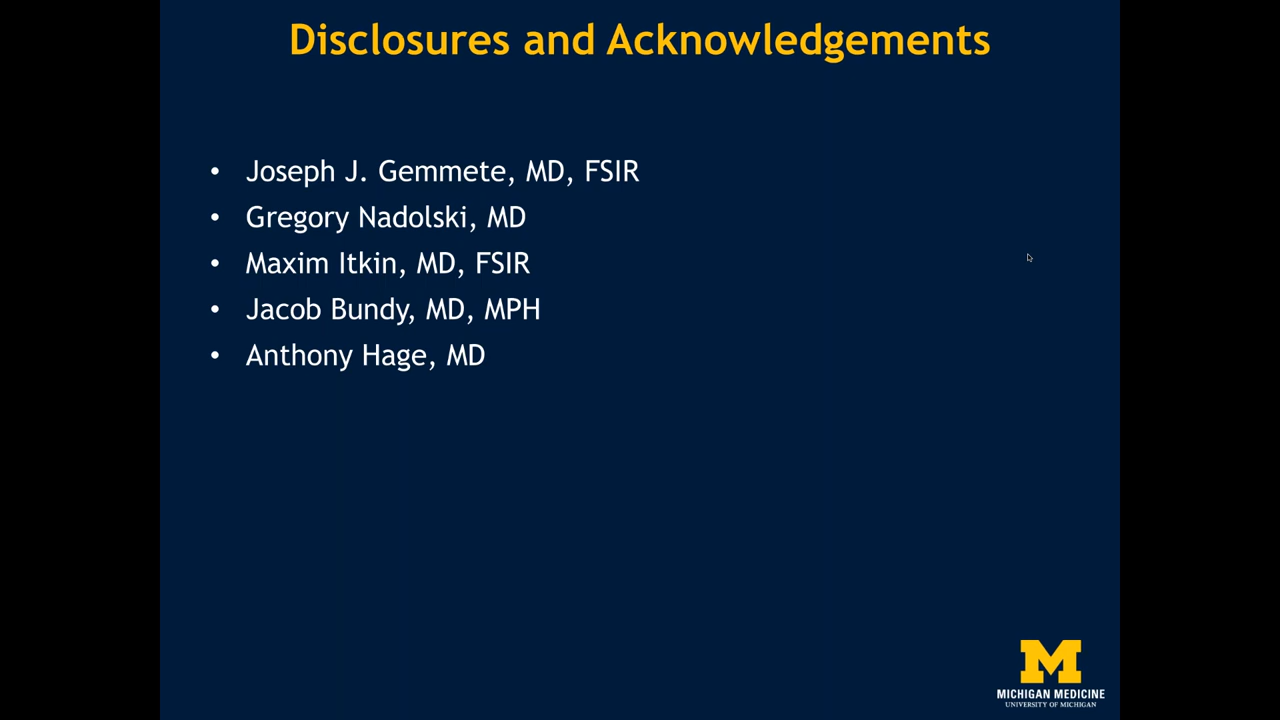 Disclosures and Acknowledgements
• Joseph J. Gemmete, MD, FSIR
• Gregory Nadolski, MD
• Maxim Itkin, MD, FSIR
• Jacob Bundy, MD, MPH
• Anthony Hage, MD
M
MICHIGAN MEDICINE
UNIVERSITY OF MICHIGAN